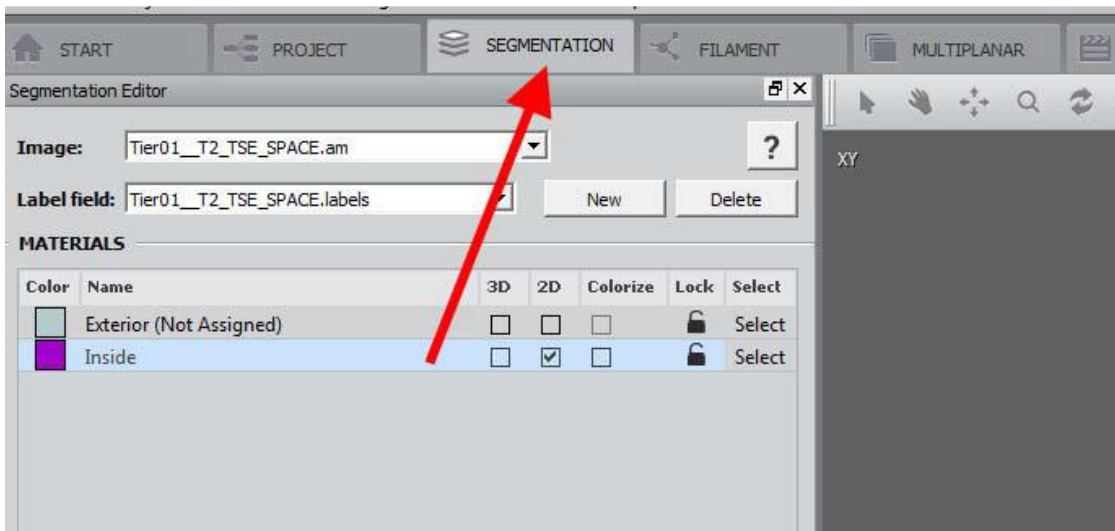 START PROJECT SEGMENTATION FILAMENT MULTIPLANAR
Segmentation Editor
Image: Tier01__T2_TSE_SPACE.am ?
XY
Label field: Tier01__T2_TSE_SPACE.labels New Delete
MATERIALS
Color Name 3D 2D Colorize Lock Select
Exterior (Not Assigned) Select
Inside Select